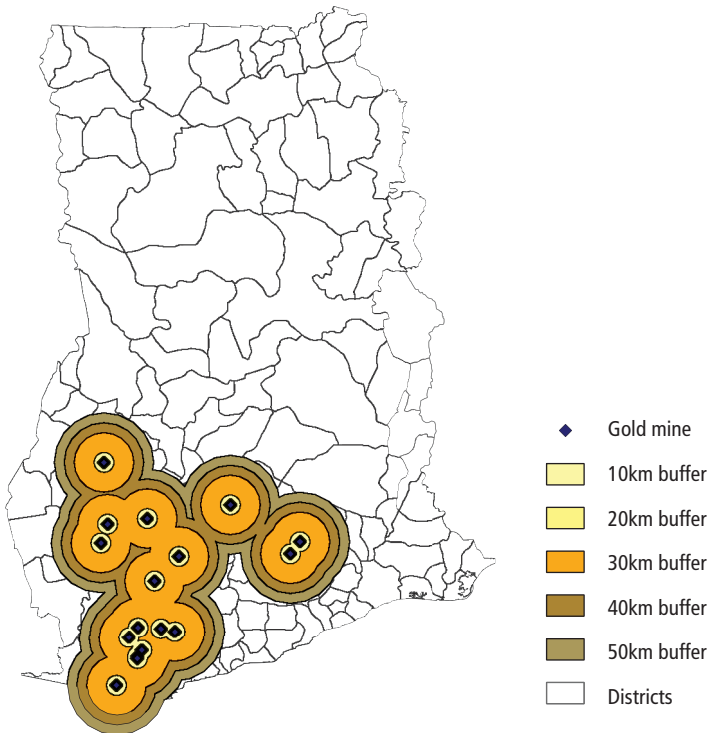 Gold mine
10km buffer
20km buffer
30km buffer
40km buffer
50km buffer
Districts